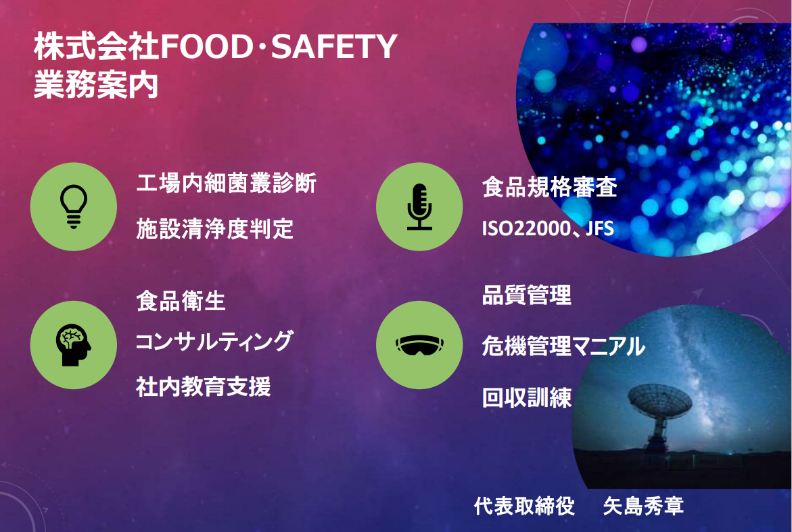 株式会社FOOD・SAFETY
業務案内
工場内細菌叢診断
施設清浄度判定
食品規格審査
ISO22000、JFS
食品衛生
コンサルティング
社内教育支援
品質管理
危機管理マニアル
回収訓練
代表取締役 矢島秀章